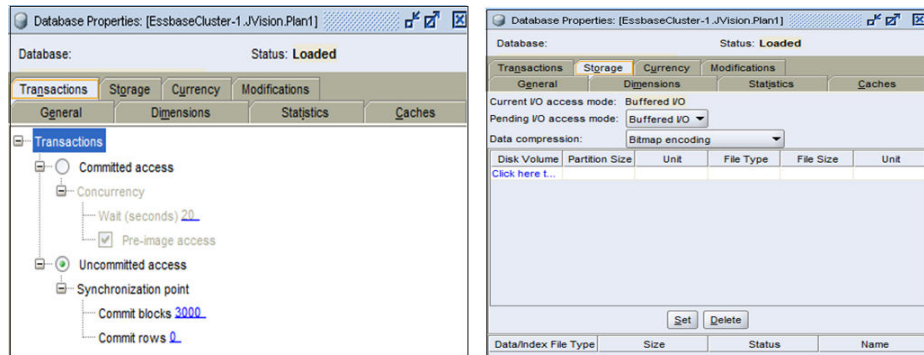 Database Properties: [EssbaseCluster-1.JVision.Plan1]
Database: Status: Loaded
Transactions Storage Currency Modifications
General Dimensions Statistics Caches
Transactions
Committed access
Concurrency
Wait (seconds) 20
Pre-image access
Uncommitted access
Synchronization point
Commit blocks 3000
Commit rows 0
Database Properties: [EssbaseCluster-1.JVision.Plan1]
Database: Status: Loaded
Transactions Storage Currency Modifications
General Dimensions Statistics Caches
Current I/O access mode: Buffered I/O
Pending I/O access mode: Buffered I/O
Data compression: Bitmap encoding
Disk Volume Partition Size Unit File Type File Size Unit
Click here t...
Set Delete
Data/Index File Type Size Status Name